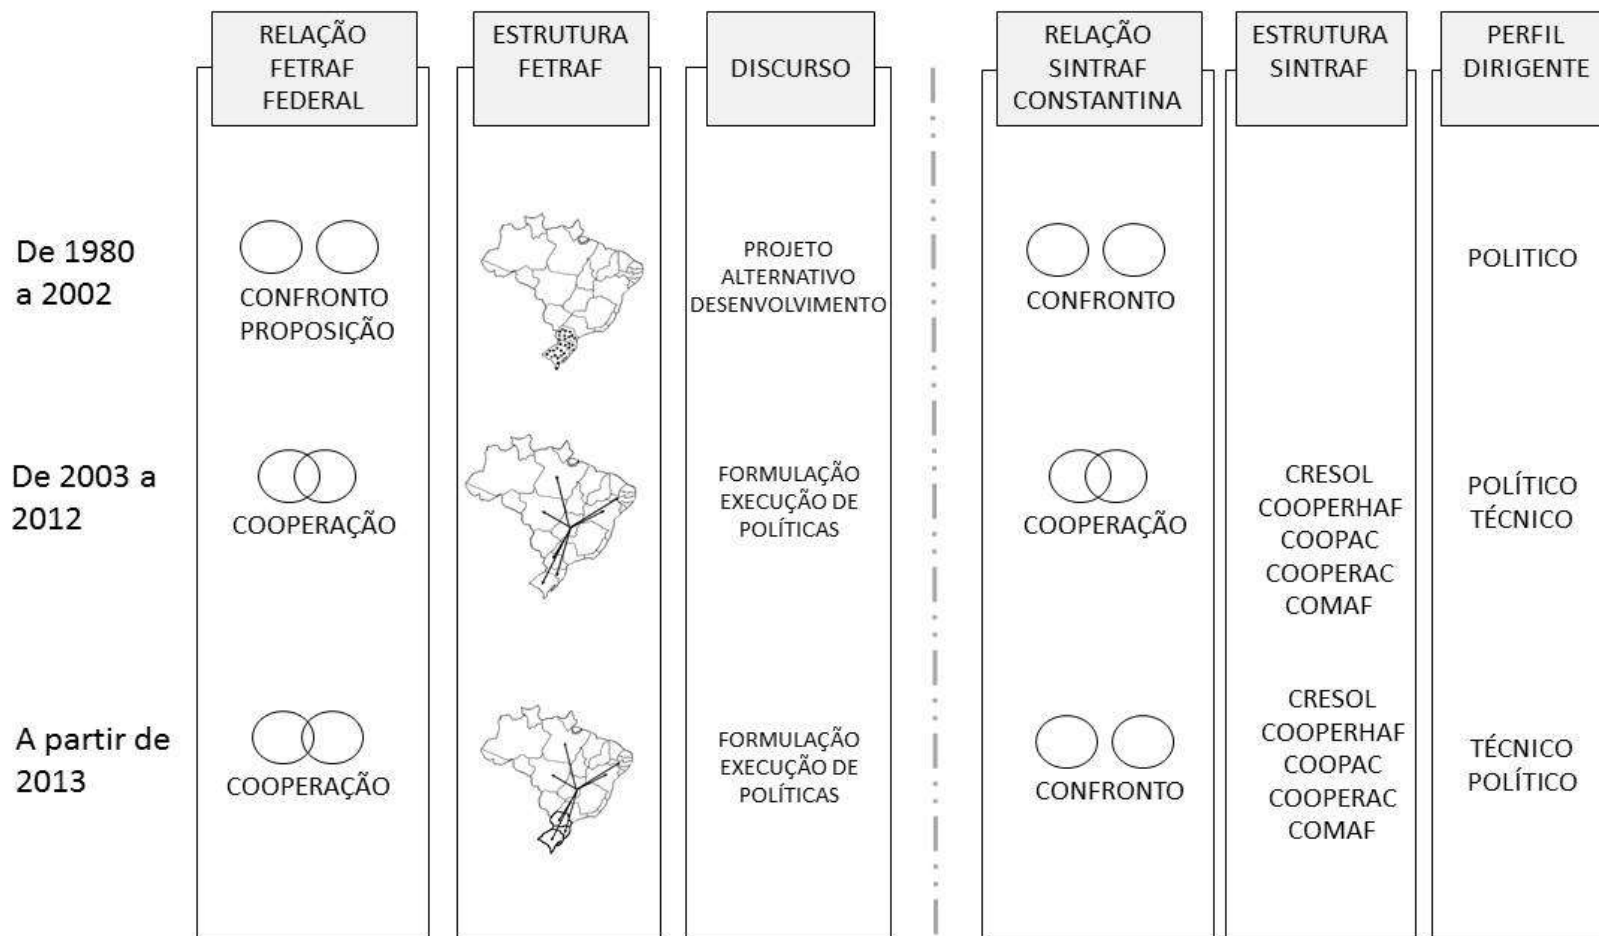 RELAÇÃO
FETRAF
FEDERAL
ESTRUTURA
FETRAF
DISCURSO
RELAÇÃO
SINTRAF
CONSTANTINA
ESTRUTURA
SINTRAF
PERFIL
DIRIGENTE
De 1980
a 2002
CONFRONTO
PROPOSIÇÃO
PROJETO
ALTERNATIVO
DESENVOLVIMENTO
CONFRONTO
POLITICO
De 2003 a
2012
COOPERAÇÃO
FORMULAÇÃO
EXECUÇÃO DE
POLÍTICAS
COOPERAÇÃO
CRESOL
COOPERHAF
COOPAC
COOPERAC
COMAF
POLÍTICO
TÉCNICO
A partir de
2013
COOPERAÇÃO
FORMULAÇÃO
EXECUÇÃO DE
POLÍTICAS
CONFRONTO
CRESOL
COOPERHAF
COOPAC
COOPERAC
COMAF
TÉCNICO
POLÍTICO